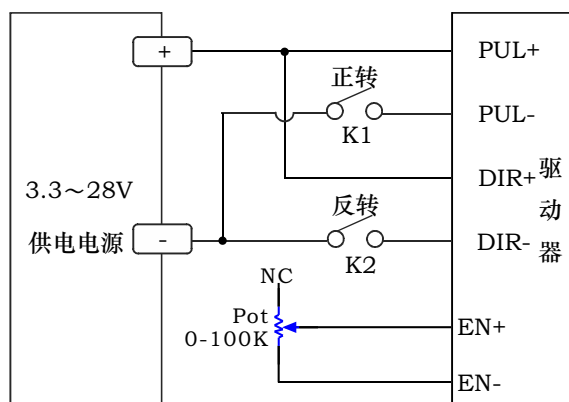 +
PUL+
正转
K1
PUL-
3.3～28V
供电电源
-
DIR+
驱动器
反转
K2
DIR-
NC
Pot
0-100K
EN+
EN-